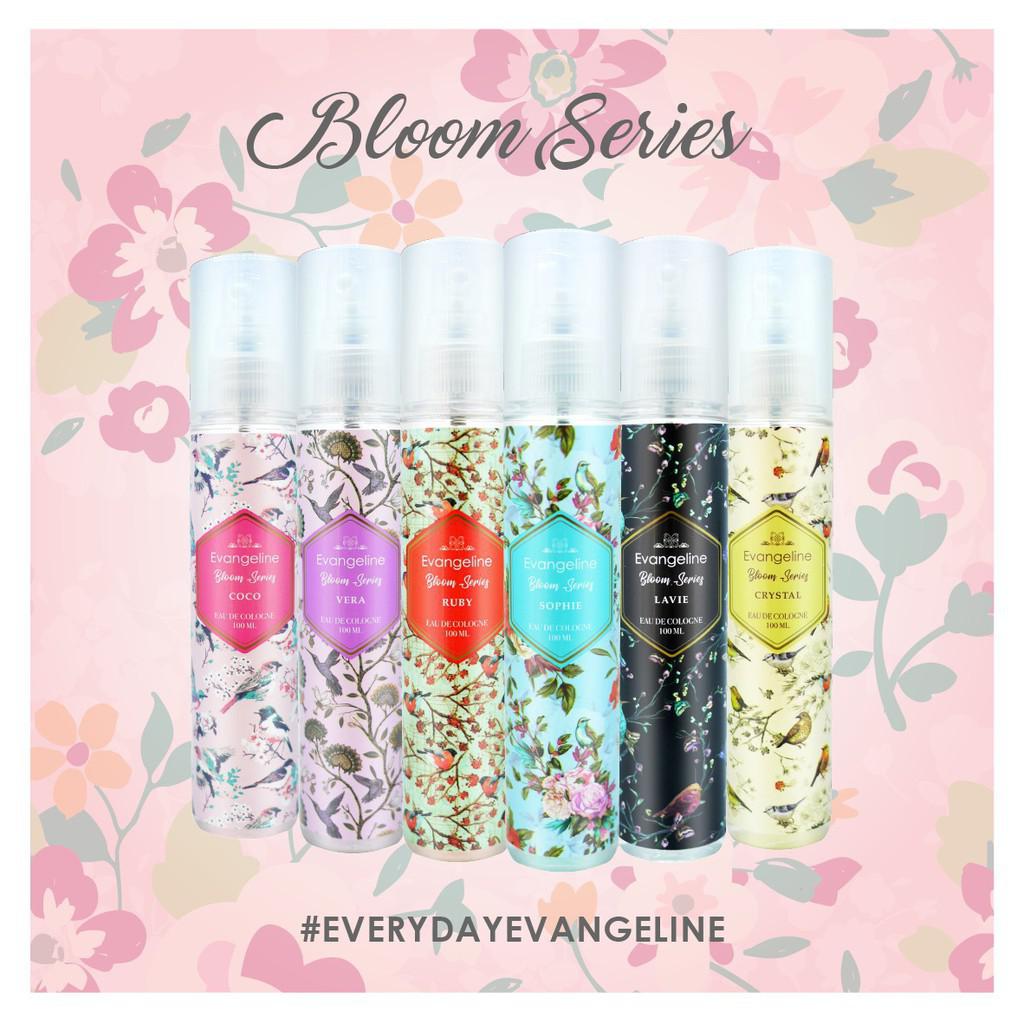 Bloom Series
Evangeline
Bloom Series
COCO
EAU DE COLOGNE
100 ML
Evangeline
Bloom Series
VERA
EAU DE COLOGNE
100 ML
Evangeline
Bloom Series
RUBY
EAU DE COLOGNE
100 ML
Evangeline
Bloom Series
SOPHIE
EAU DE COLOGNE
100 ML
Evangeline
Bloom Series
LAVIE
EAU DE COLOGNE
100 ML
Evangeline
Bloom Series
CRYSTAL
EAU DE COLOGNE
100 ML
#EVERYDAYEVANGELINE